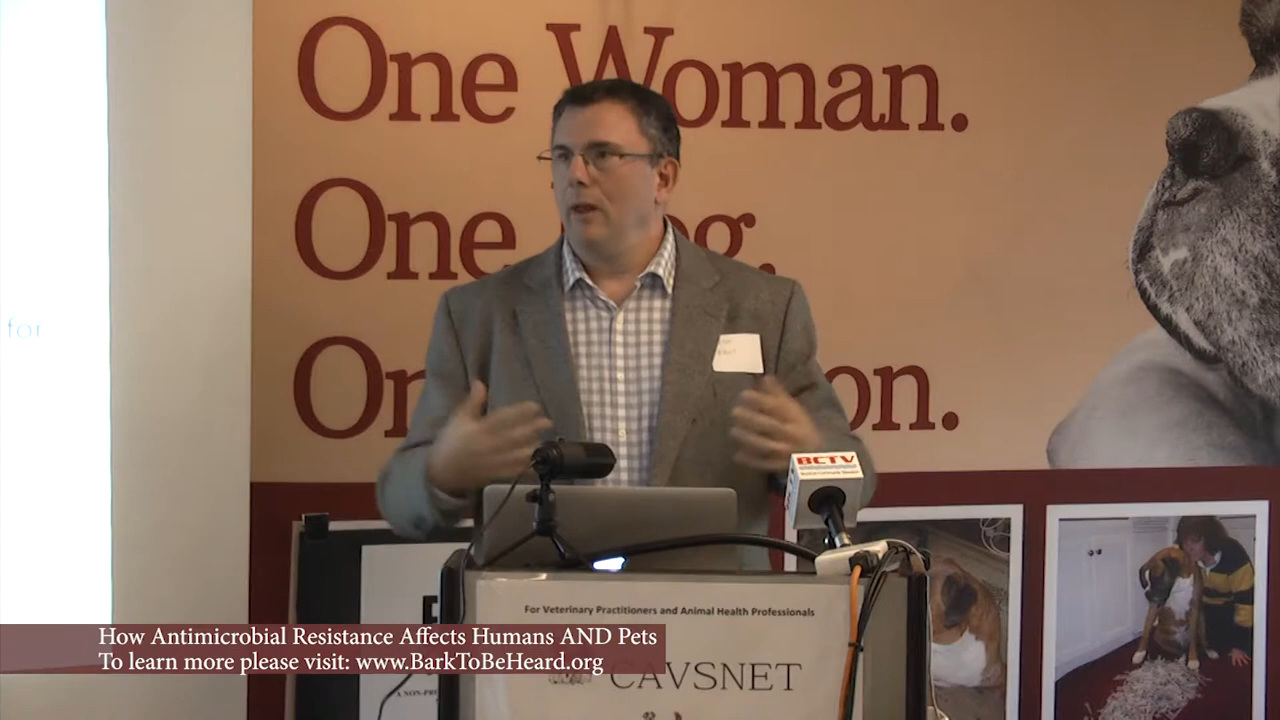 One Woman.
One
On
on.
for
BCTV
For Veterinary Practitioners and Animal Health Professionals
CAVSNET
How Antimicrobial Resistance Affects Humans AND Pets
To learn more please visit: www.BarkToBeHeard.org